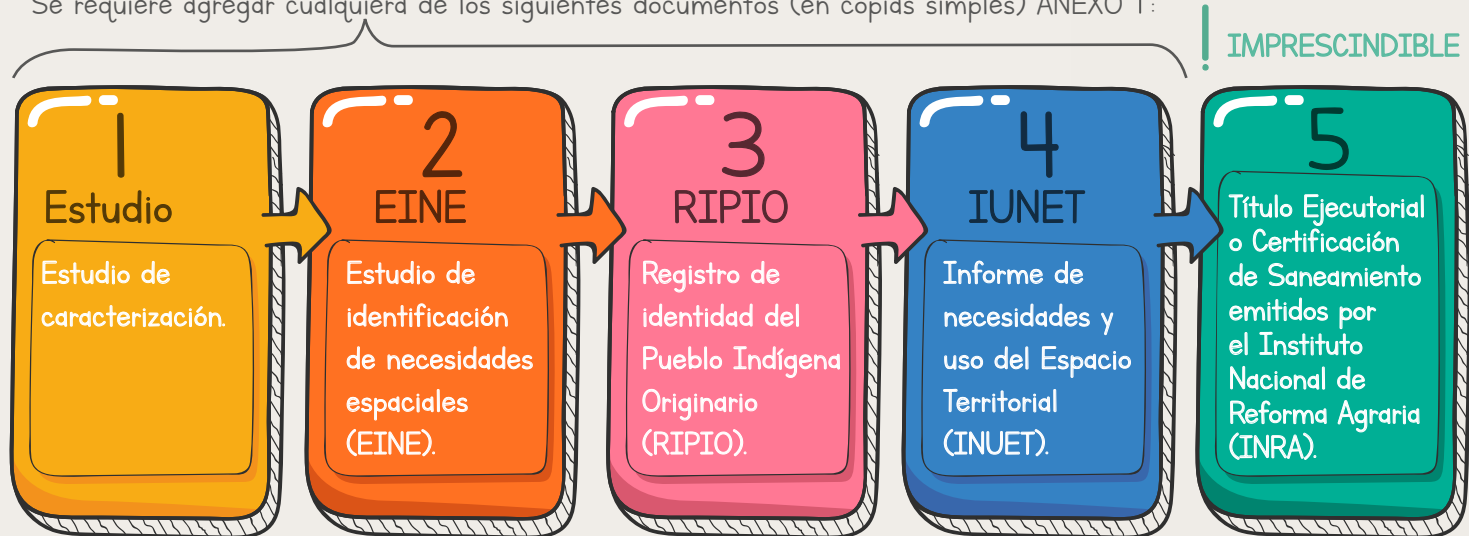 Se requiere agregar cualquiera de los siguientes documentos (en copias simples) ANEXO 1:
! IMPRESCINDIBLE
1
Estudio
Estudio de
caracterización.
2
EINE
Estudio de
identificación
de necesidades
espaciales
(EINE).
3
RIPIO
Registro de
identidad del
Pueblo Indígena
Originario
(RIPIO).
4
IUNET
Informe de
necesidades y
uso del Espacio
Territorial
(INUET).
5
Título Ejecutorial
o Certificación
de Saneamiento
emitidos por
el Instituto
Nacional de
Reforma Agraria
(INRA).